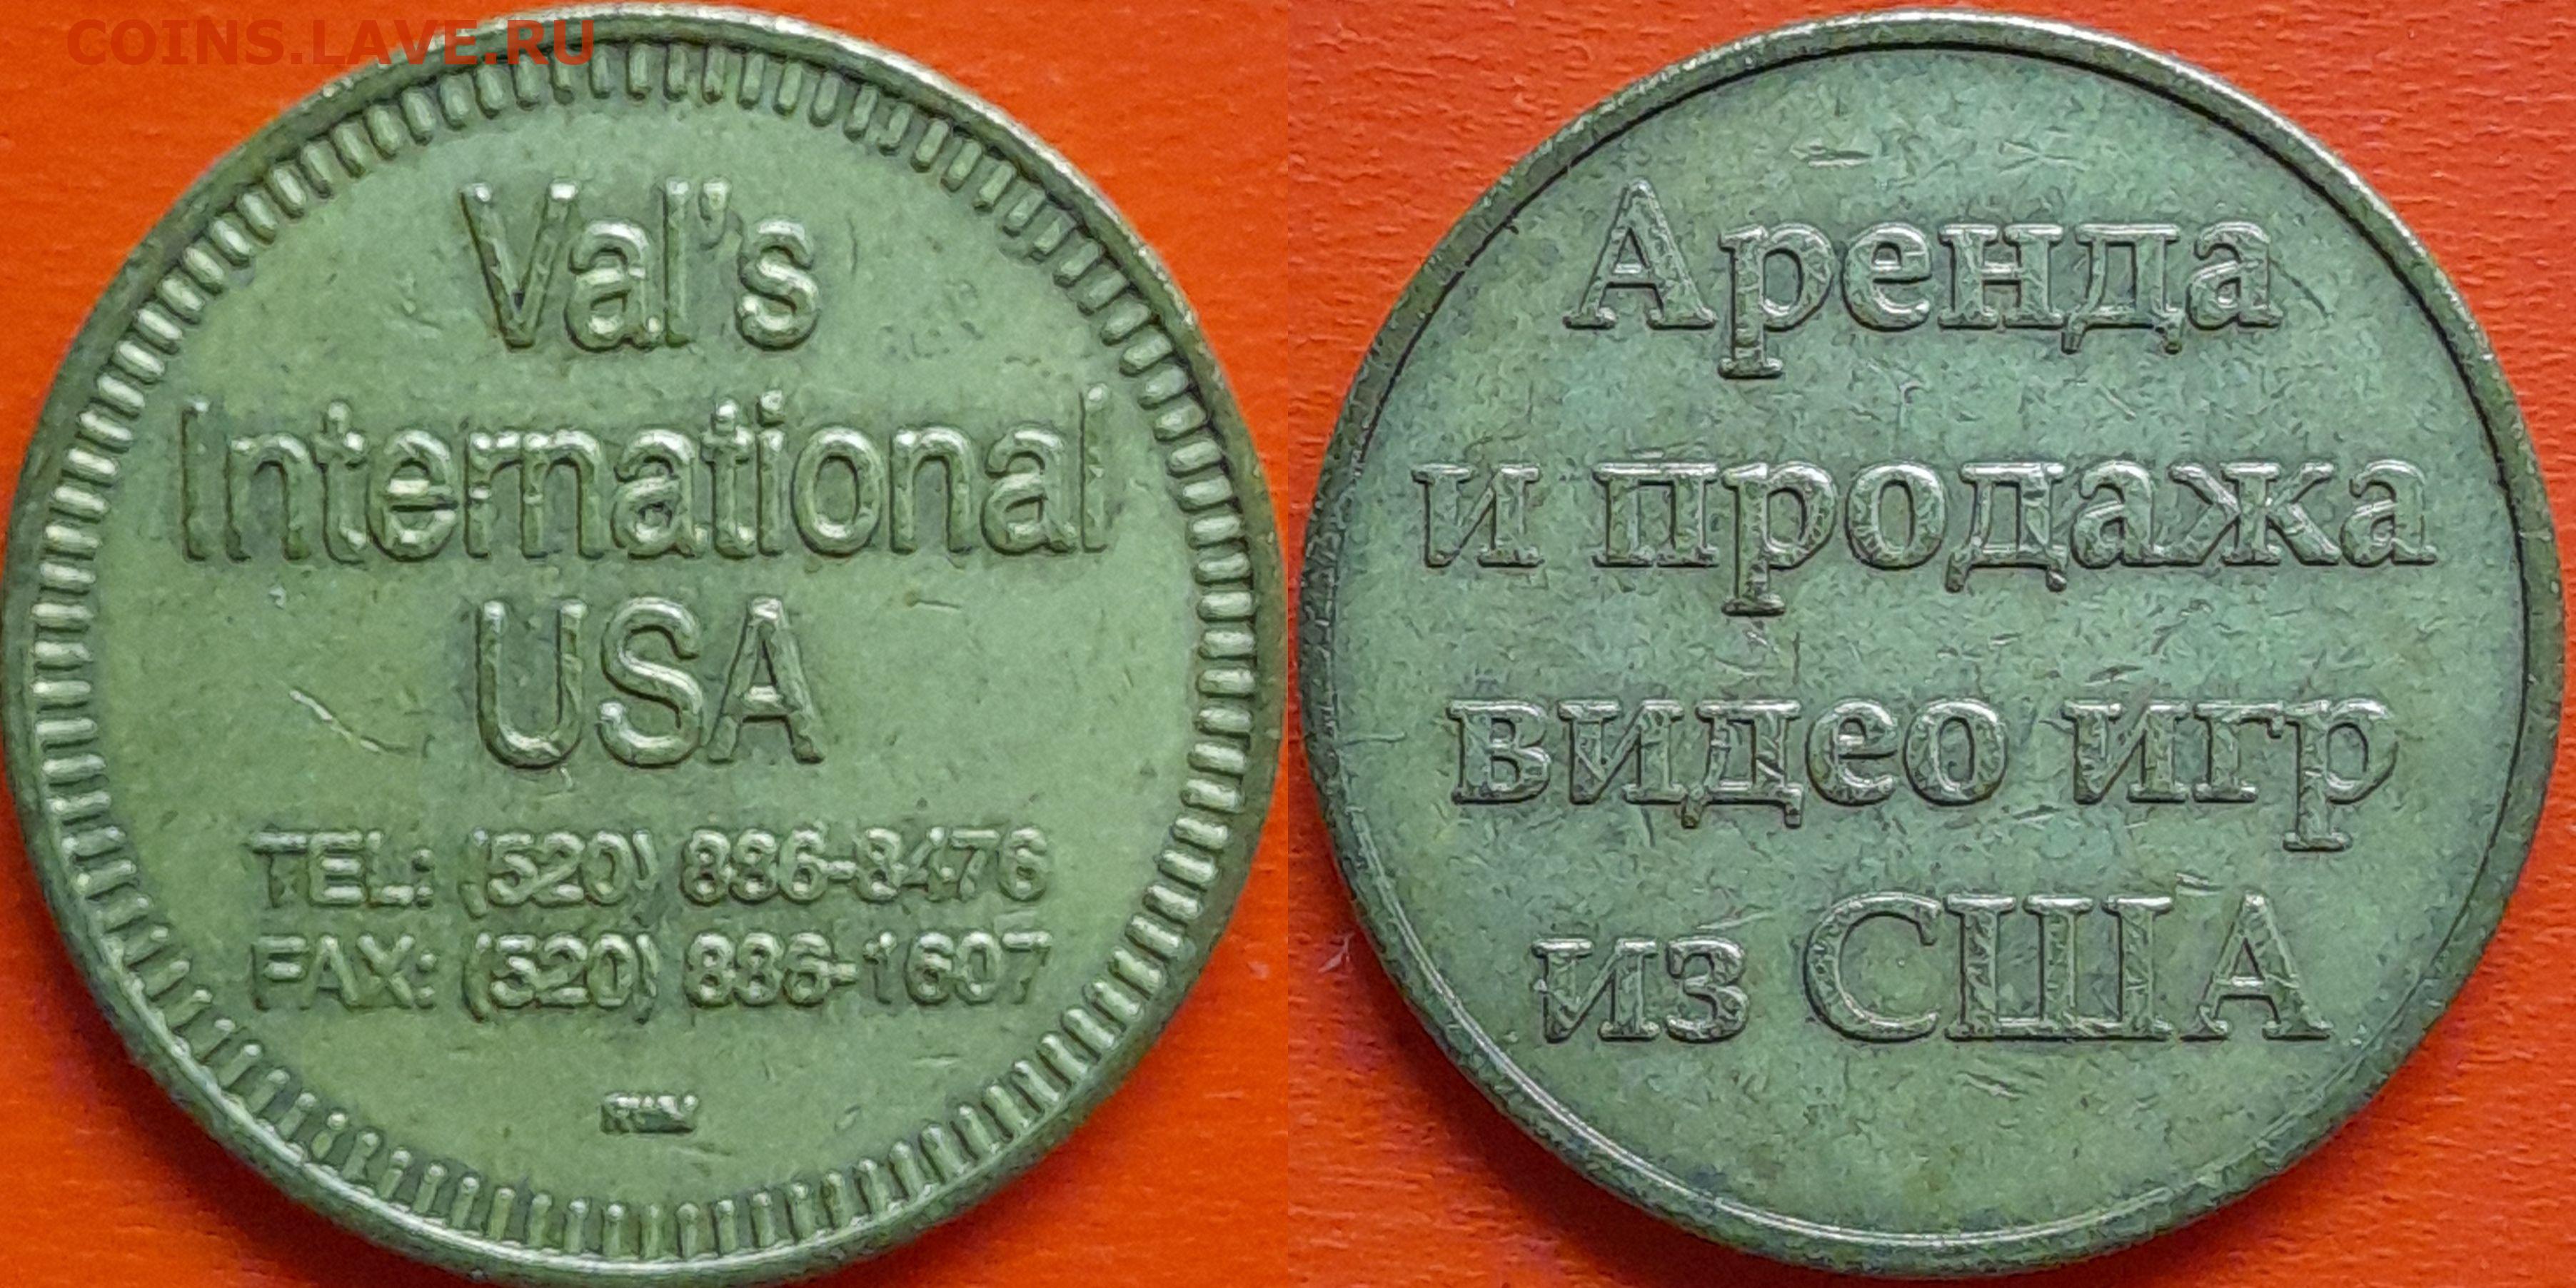 COINS.LAVE.RU
Val's
International
USA
TEL: (520) 886-8476
FAX: (520) 886-1607
Аренда
и продажа
видео игр
из США